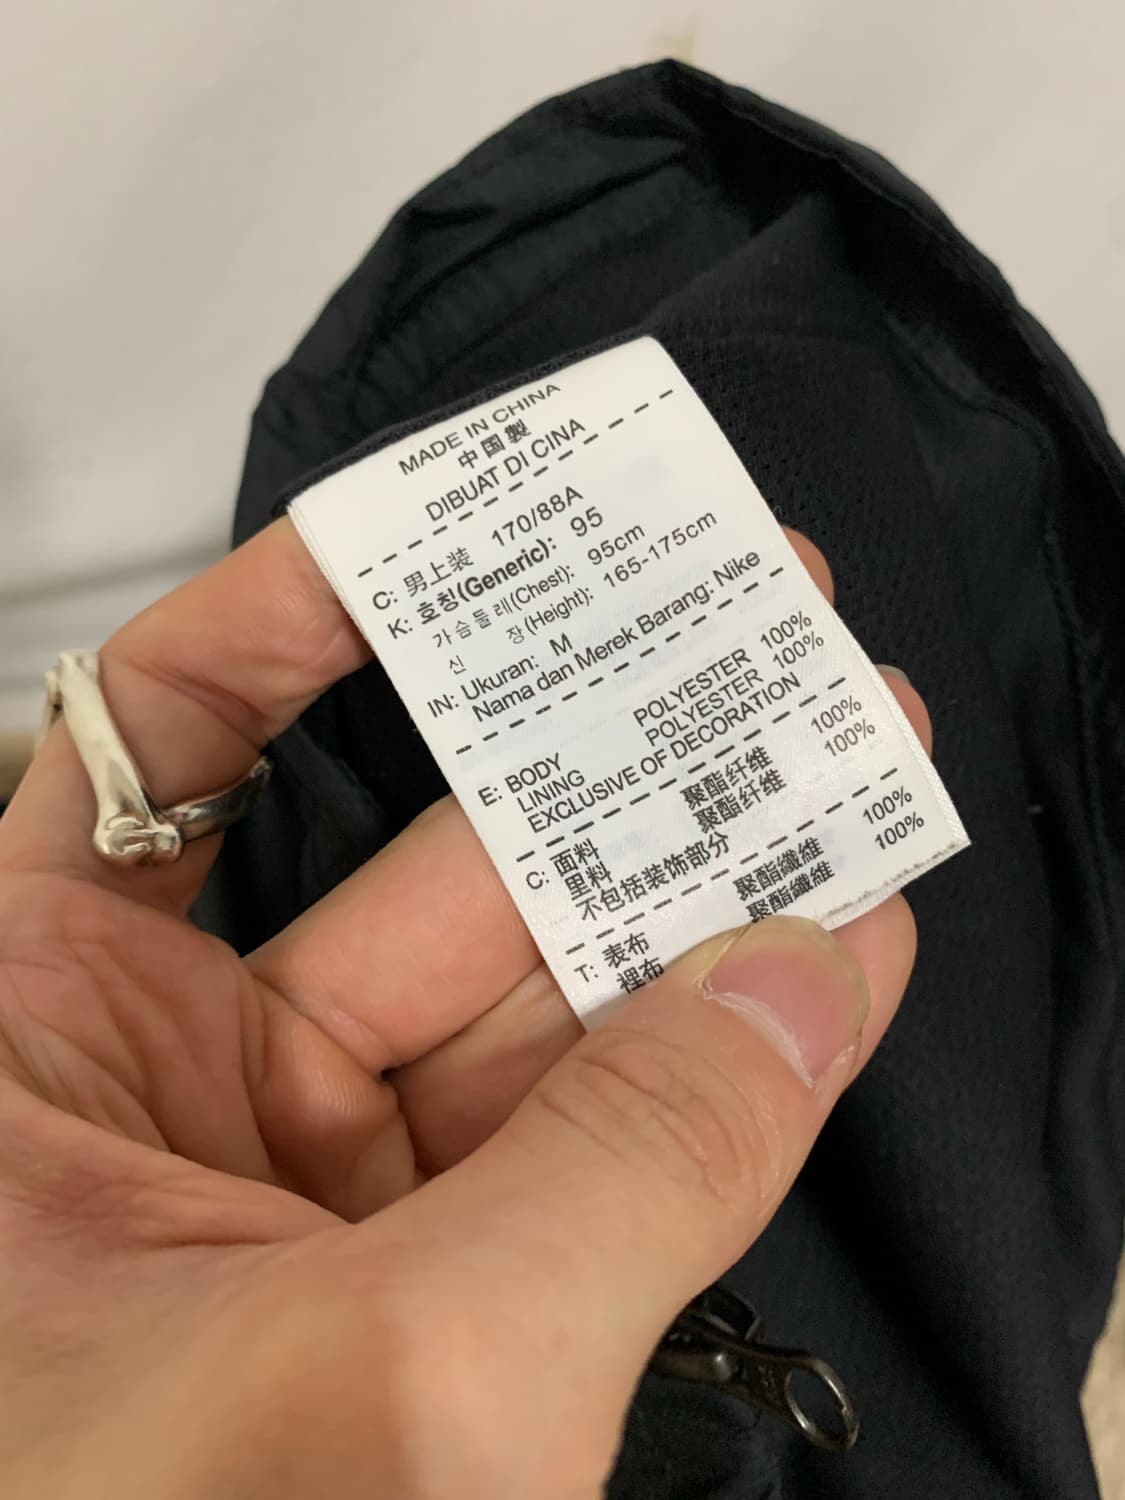 MADE IN CHINA
中国製
DIBUAT DI CINA
C: 男上装 170/88A
K: 호칭(Generic): 95
가슴둘레(Chest): 95cm
신 장(Height): 165-175cm
IN: Ukuran: M
Nama dan Merek Barang: Nike
E: BODY POLYESTER 100%
LINING POLYESTER 100%
EXCLUSIVE OF DECORATION
C: 面料 聚酯纤维 100%
里料 聚酯纤维 100%
不包括装饰部分
T: 表布 聚酯纖維 100%
裡布 聚酯纖維 100%